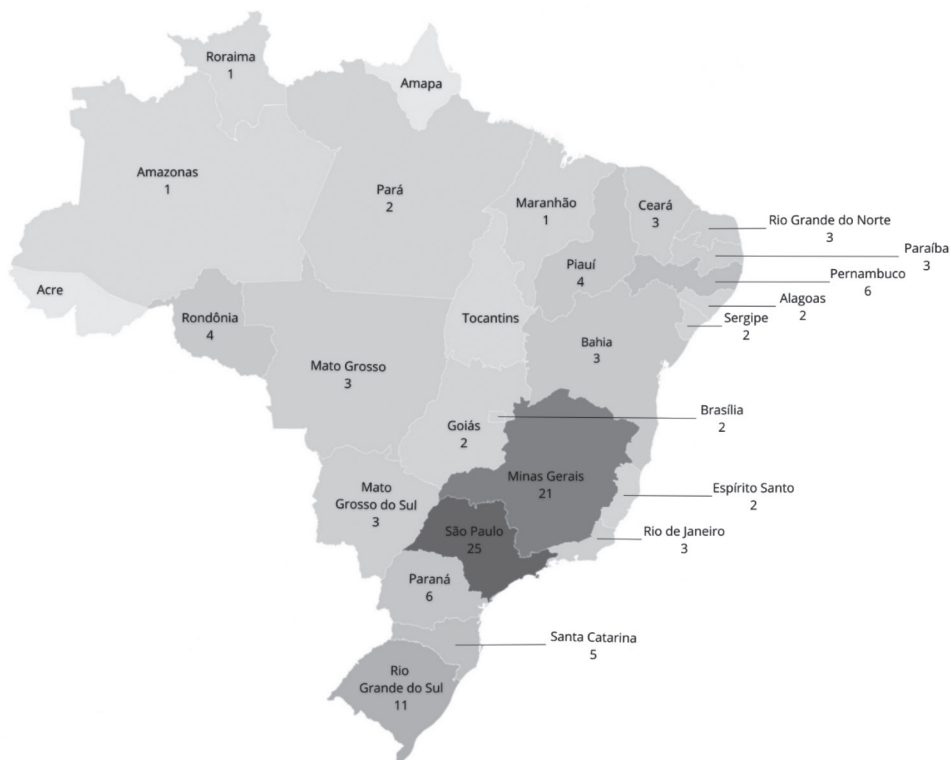 Roraima
1
Amapa
Amazonas
1
Pará
2
Maranhão
1
Ceará
3
Rio Grande do Norte
3
Paraíba
3
Piauí
4
Pernambuco
6
Acre
Alagoas
2
Rondônia
4
Tocantins
Sergipe
2
Bahia
3
Mato Grosso
3
Brasília
2
Goiás
2
Minas Gerais
21
Mato
Grosso do Sul
3
Espírito Santo
2
São Paulo
25
Rio de Janeiro
3
Paraná
6
Santa Catarina
5
Rio
Grande do Sul
11